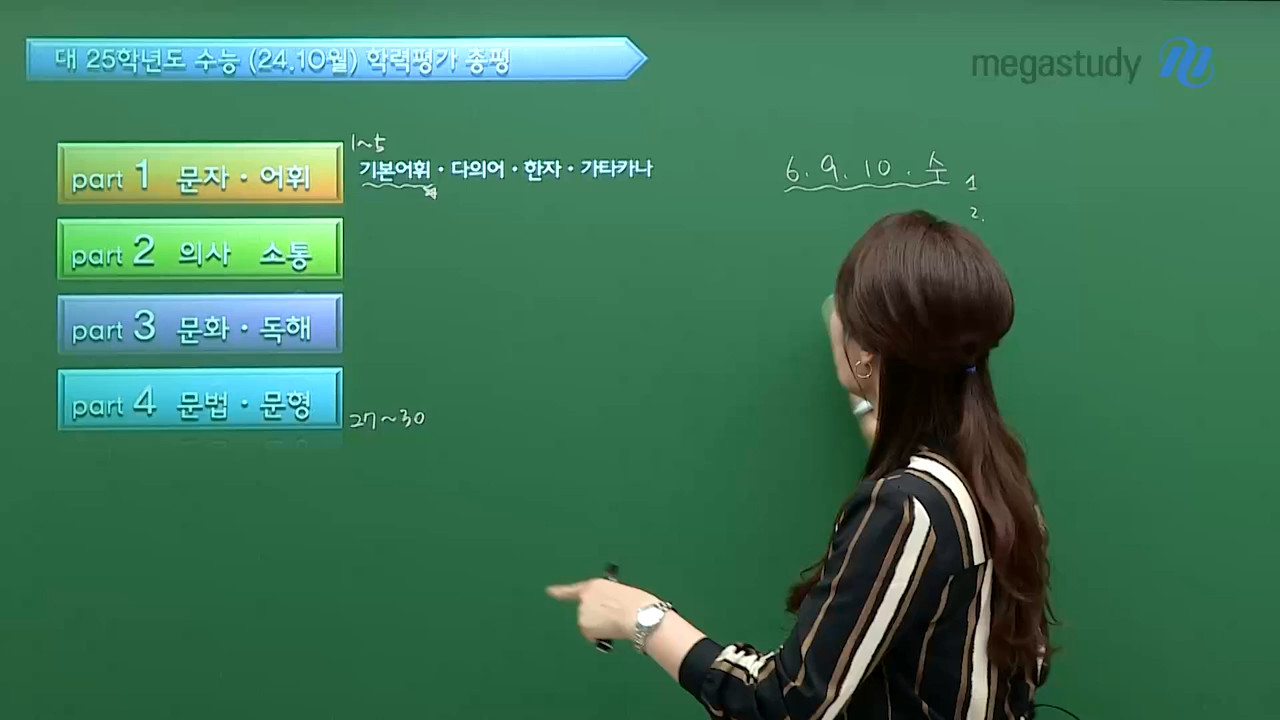 대 25학년도 수능 (24.10월) 학력평가 총평
megastudy
part 1 문자·어휘
1~5
기본어휘·다의어·한자·가타카나
6. 9. 10. 수
1
2.
part 2 의사 소통
part 3 문화·독해
part 4 문법·문형
27~30